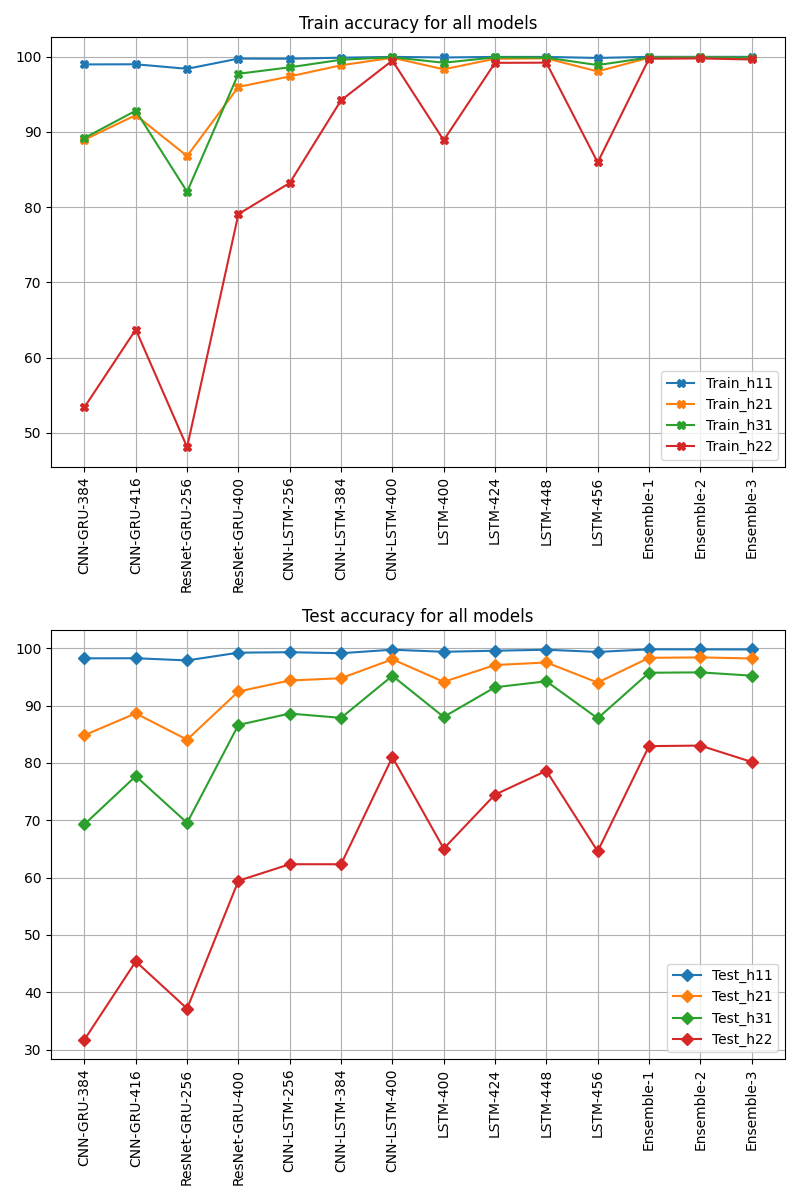 Train accuracy for all models
100
90
80
70
60
50
Train_h11
Train_h21
Train_h31
Train_h22
CNN-GRU-384
CNN-GRU-416
ResNet-GRU-256
ResNet-GRU-400
CNN-LSTM-256
CNN-LSTM-384
CNN-LSTM-400
LSTM-400
LSTM-424
LSTM-448
LSTM-456
Ensemble-1
Ensemble-2
Ensemble-3
Test accuracy for all models
100
90
80
70
60
50
40
30
Test_h11
Test_h21
Test_h31
Test_h22
CNN-GRU-384
CNN-GRU-416
ResNet-GRU-256
ResNet-GRU-400
CNN-LSTM-256
CNN-LSTM-384
CNN-LSTM-400
LSTM-400
LSTM-424
LSTM-448
LSTM-456
Ensemble-1
Ensemble-2
Ensemble-3